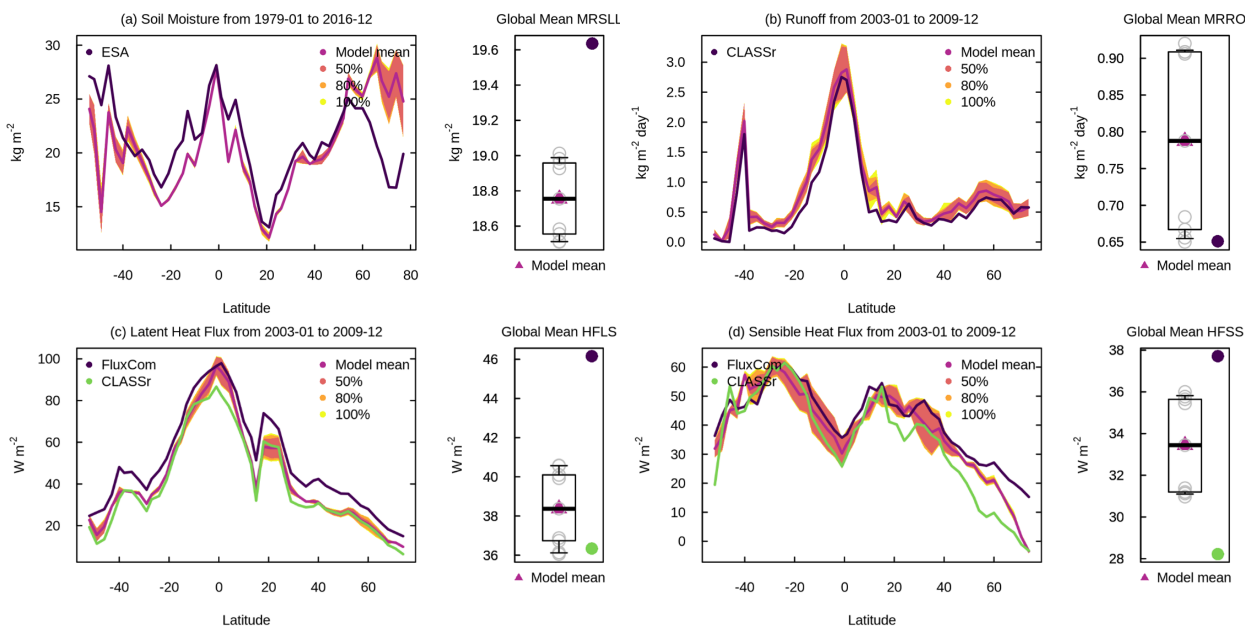 (a) Soil Moisture from 1979-01 to 2016-12
Global Mean MRSLL
(b) Runoff from 2003-01 to 2009-12
Global Mean MRRO
ESA
Model mean
50%
80%
100%
kg m-2
30
25
20
15
-40 -20 0 20 40 60 80
Latitude
kg m-2
19.6
19.4
19.2
19.0
18.8
18.6
Model mean
CLASSr
Model mean
50%
80%
100%
kg m-2 day-1
3.0
2.5
2.0
1.5
1.0
0.5
0.0
-40 -20 0 20 40 60
Latitude
kg m-2 day-1
0.90
0.85
0.80
0.75
0.70
0.65
Model mean
(c) Latent Heat Flux from 2003-01 to 2009-12
Global Mean HFLS
(d) Sensible Heat Flux from 2003-01 to 2009-12
Global Mean HFSS
FluxCom
CLASSr
Model mean
50%
80%
100%
W m-2
100
80
60
40
20
-40 -20 0 20 40 60
Latitude
W m-2
46
44
42
40
38
36
Model mean
FluxCom
CLASSr
Model mean
50%
80%
100%
W m-2
60
50
40
30
20
10
0
-40 -20 0 20 40 60
Latitude
W m-2
38
36
34
32
30
28
Model mean